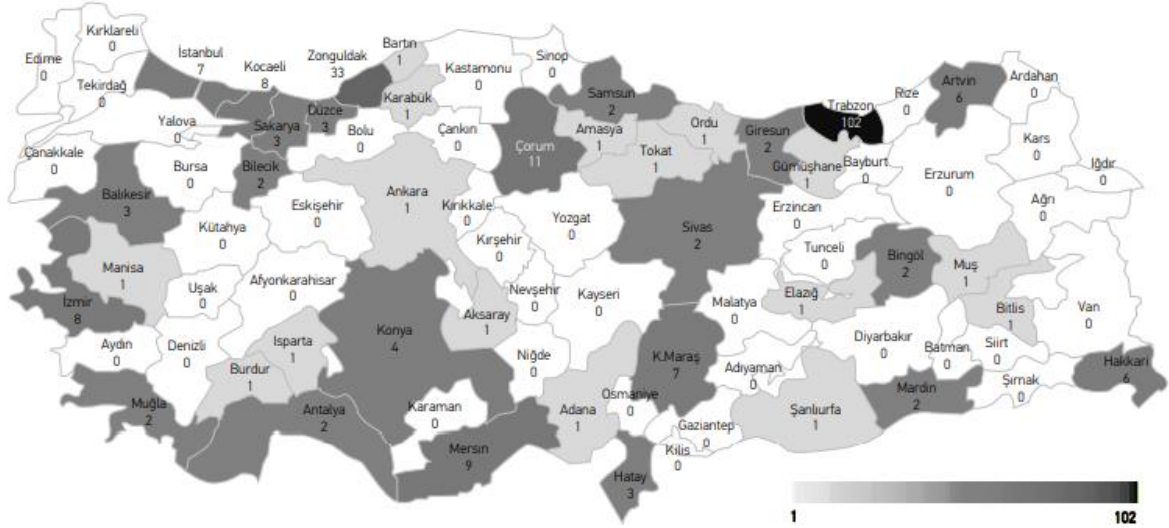 Kırklareli
0
Edirne
0
Tekirdağ
0
İstanbul
7
Kocaeli
8
Zonguldak
33
Bartın
1
Karabük
1
Kastamonu
0
Sinop
0
Samsun
2
Yalova
0
Sakarya
3
Düzce
3
Bolu
0
Çankırı
0
Çorum
11
Amasya
1
Tokat
1
Ordu
1
Giresun
2
Trabzon
102
Gümüşhane
1
Bayburt
0
Rize
0
Artvin
6
Ardahan
0
Kars
0
Iğdır
0
Ağrı
0
Erzurum
0
Erzincan
0
Çanakkale
0
Bursa
0
Bilecik
2
Balıkesir
3
Kütahya
0
Eskişehir
0
Ankara
1
Kırıkkale
0
Kırşehir
0
Yozgat
0
Sivas
2
Tunceli
0
Bingöl
2
Muş
1
Bitlis
1
Van
0
Manisa
1
Uşak
0
Afyonkarahisar
0
İzmir
8
Aydın
0
Denizli
0
Burdur
1
Isparta
1
Konya
4
Aksaray
1
Nevşehir
0
Niğde
0
Kayseri
0
Malatya
0
Elazığ
1
Diyarbakır
0
Batman
0
Siirt
0
Şırnak
0
Hakkari
6
Muğla
2
Antalya
2
Karaman
0
Mersin
9
Adana
1
Osmaniye
0
K.Maraş
7
Adıyaman
0
Gaziantep
0
Kilis
0
Hatay
3
Şanlıurfa
1
Mardin
2
1
102